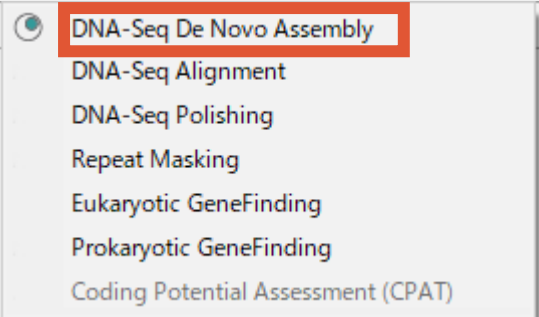 DNA-Seq De Novo Assembly
DNA-Seq Alignment
DNA-Seq Polishing
Repeat Masking
Eukaryotic GeneFinding
Prokaryotic GeneFinding
Coding Potential Assessment (CPAT)